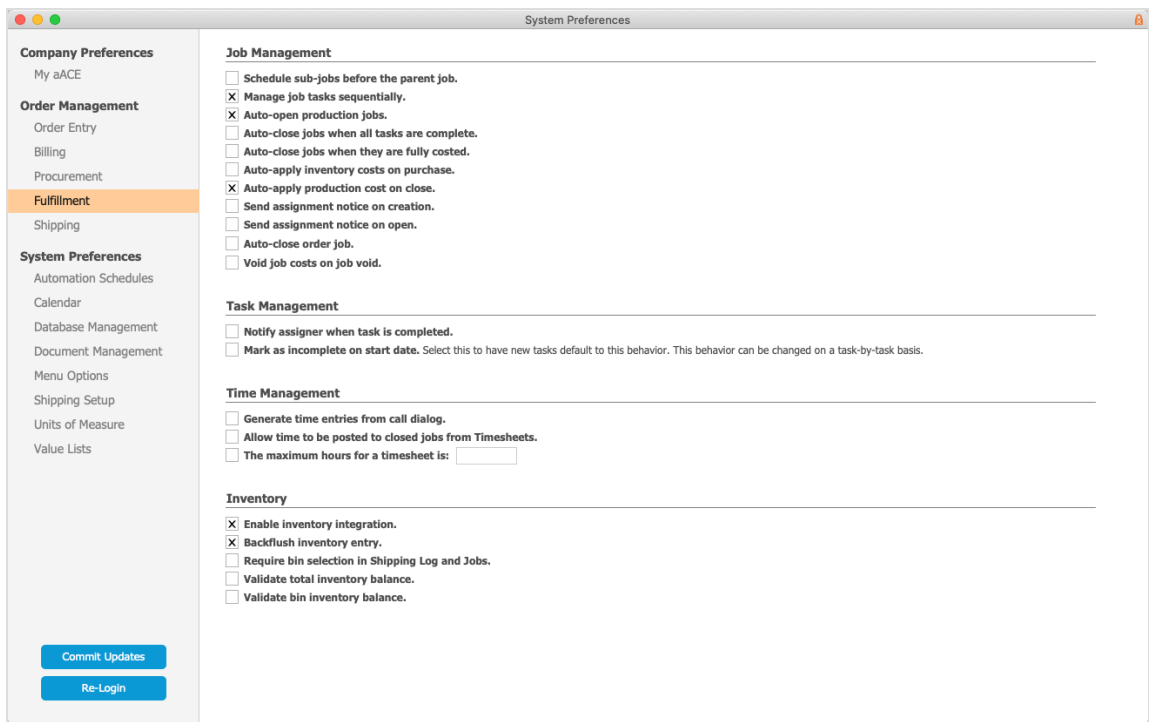 System Preferences
Company Preferences
My aACE
Order Management
Order Entry
Billing
Procurement
Fulfillment
Shipping
System Preferences
Automation Schedules
Calendar
Database Management
Document Management
Menu Options
Shipping Setup
Units of Measure
Value Lists
Commit Updates
Re-Login
Job Management
Schedule sub-jobs before the parent job.
Manage job tasks sequentially.
Auto-open production jobs.
Auto-close jobs when all tasks are complete.
Auto-close jobs when they are fully costed.
Auto-apply inventory costs on purchase.
Auto-apply production cost on close.
Send assignment notice on creation.
Send assignment notice on open.
Auto-close order job.
Void job costs on job void.
Task Management
Notify assigner when task is completed.
Mark as incomplete on start date. Select this to have new tasks default to this behavior. This behavior can be changed on a task-by-task basis.
Time Management
Generate time entries from call dialog.
Allow time to be posted to closed jobs from Timesheets.
The maximum hours for a timesheet is:
Inventory
Enable inventory integration.
Backflush inventory entry.
Require bin selection in Shipping Log and Jobs.
Validate total inventory balance.
Validate bin inventory balance.